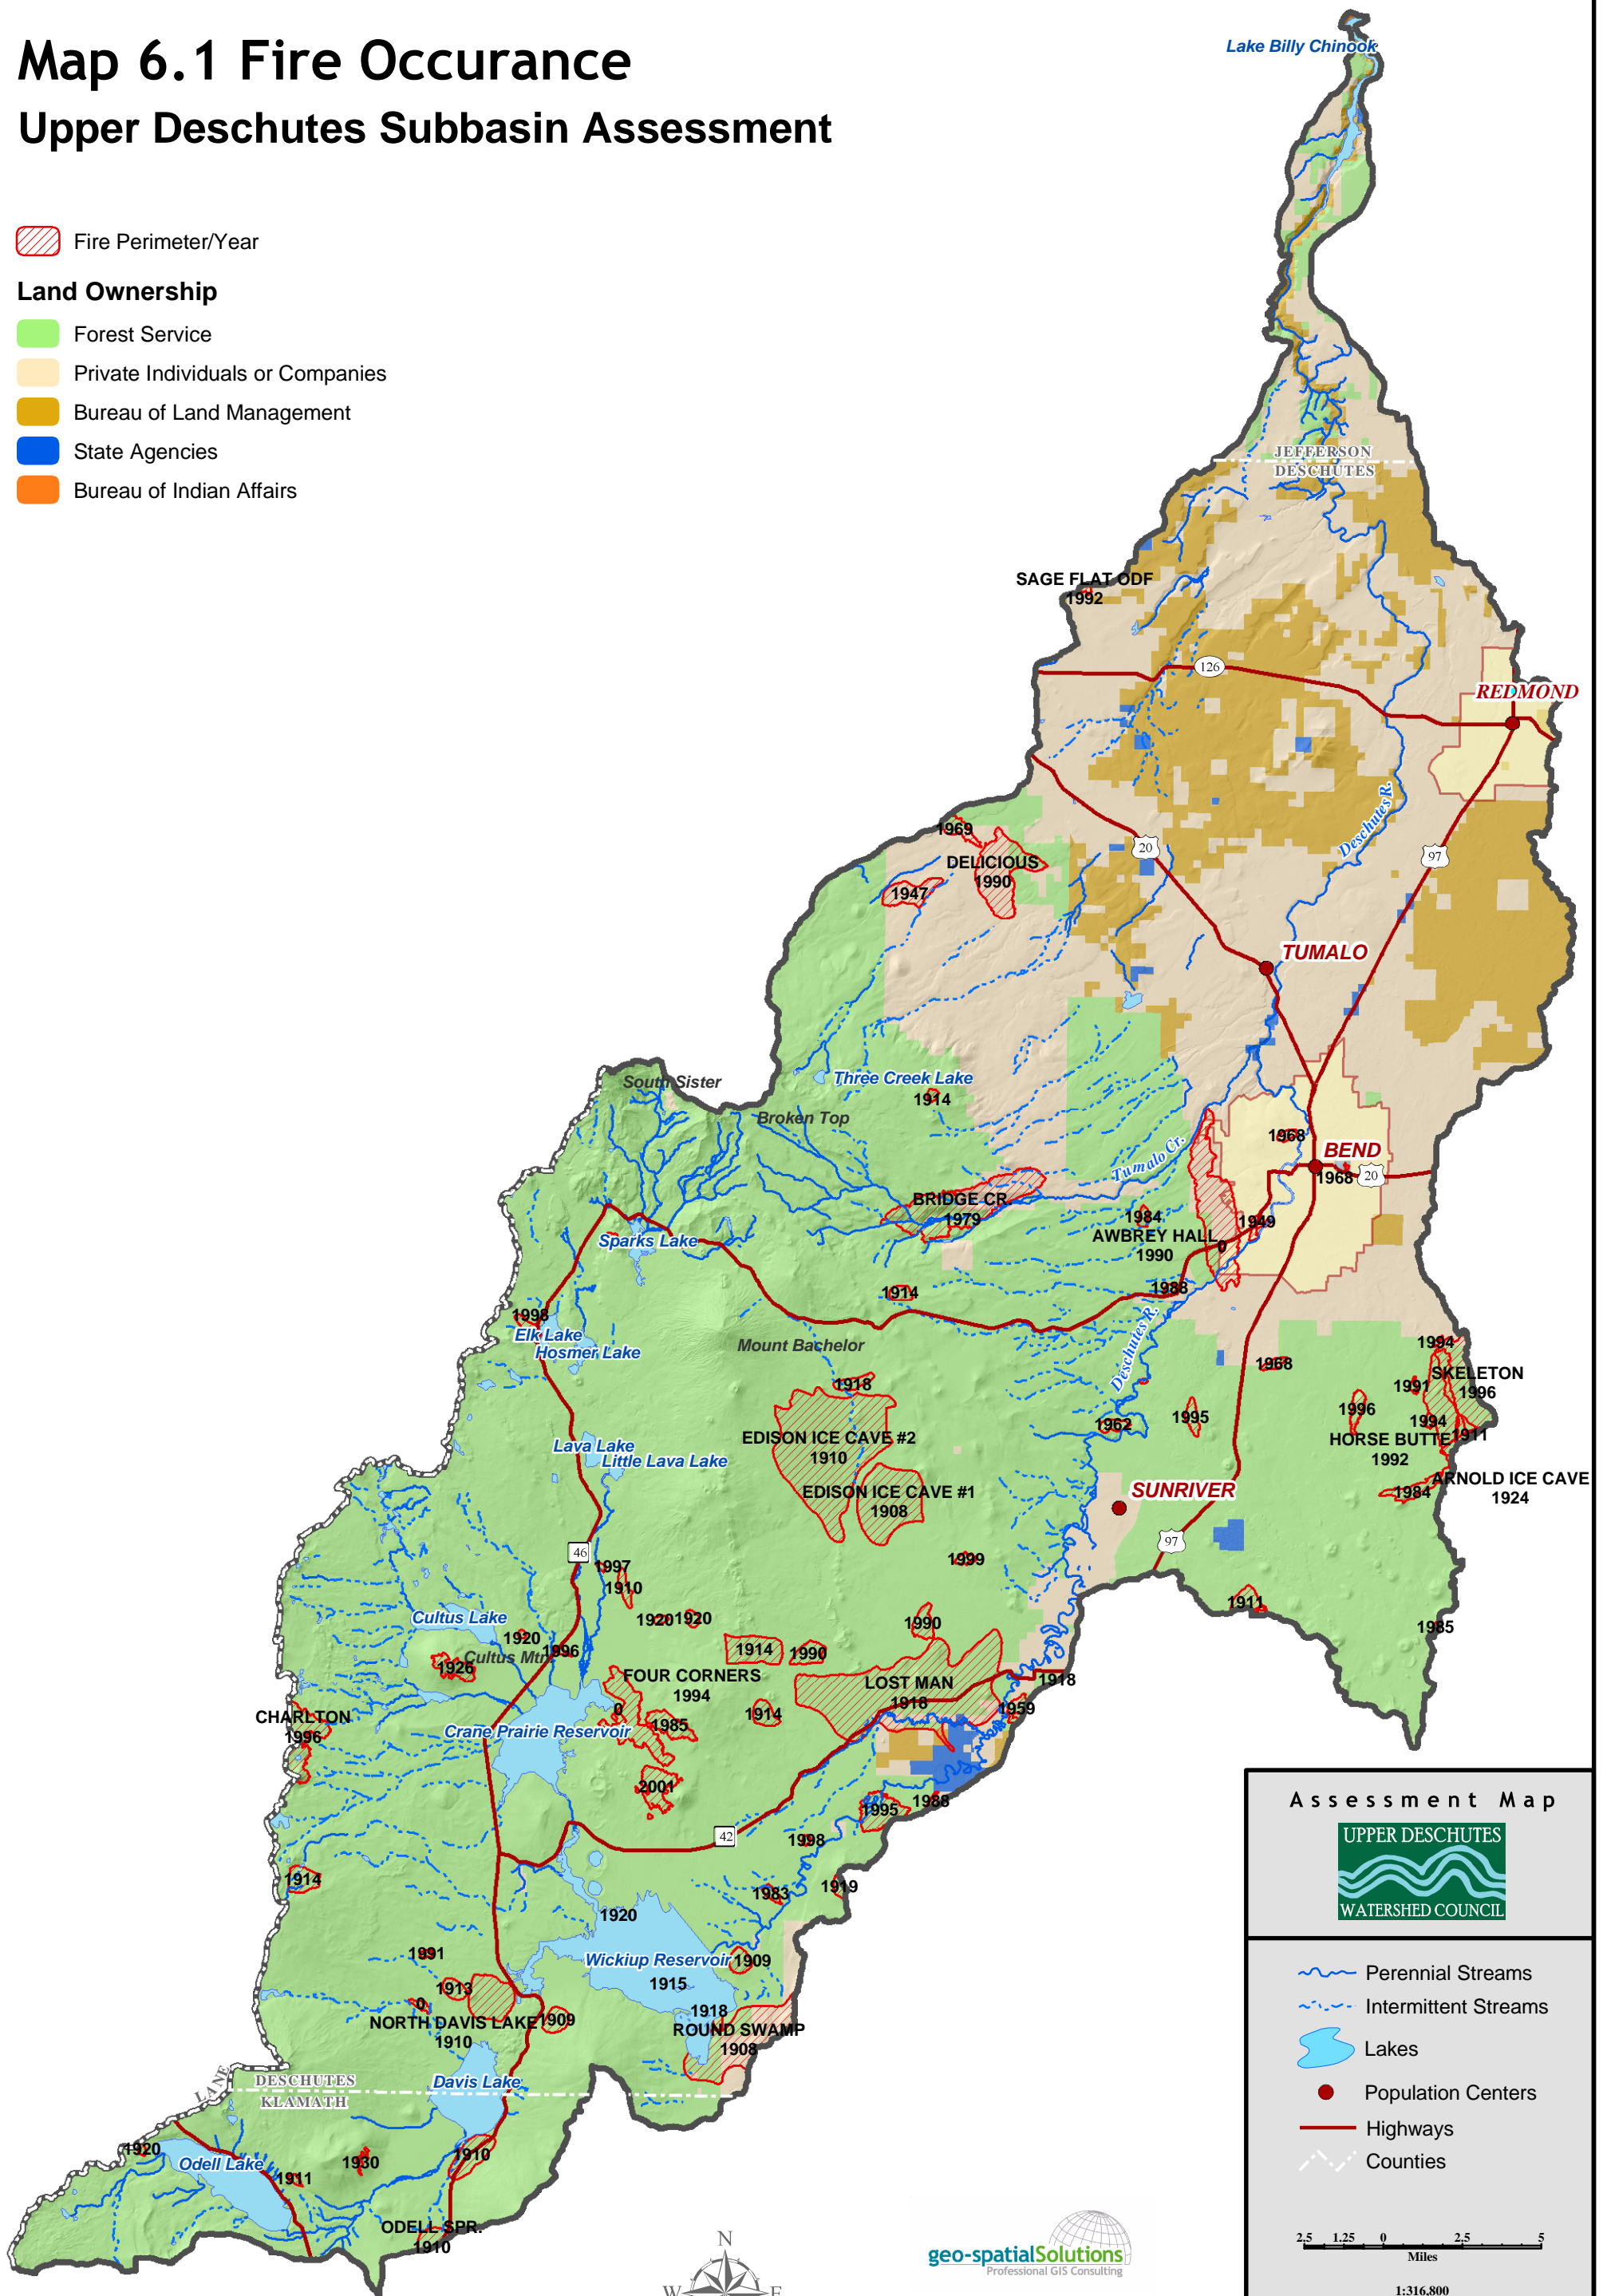 Map 6.1 Fire Occurance
Upper Deschutes Subbasin Assessment
Fire Perimeter/Year
Land Ownership
Forest Service
Private Individuals or Companies
Bureau of Land Management
State Agencies
Bureau of Indian Affairs
Lake Billy Chinook
JEFFERSON
DESCHUTES
SAGE FLAT ODF
1992
126
REDMOND
Deschutes R.
20
97
1969
DELICIOUS
1990
1947
TUMALO
South Sister
Three Creek Lake
1914
Broken Top
Tumalo Cr.
1968
BEND
1968
20
BRIDGE CR.
1979
1984
AWBREY HALL
1990
0
1949
Sparks Lake
1988
1914
1998
Elk Lake
Hosmer Lake
Mount Bachelor
Deschutes R.
1968
1994
SKELETON
1996
1991
1918
1996
1994
1911
1995
1962
HORSE BUTTE
1992
EDISON ICE CAVE #2
1910
Lava Lake
Little Lava Lake
EDISON ICE CAVE #1
1908
SUNRIVER
ARNOLD ICE CAVE
1924
1984
97
46
1999
1997
1910
1911
1985
Cultus Lake
1920
1920
1920
1990
1996
Cultus Mtn.
1926
1914
1990
FOUR CORNERS
1994
LOST MAN
1918
1918
CHARLTON
1996
0
1985
1914
1959
Crane Prairie Reservoir
2001
1995
1988
42
1998
1914
1983
1919
1920
1991
Wickiup Reservoir
1909
1915
1913
0
NORTH DAVIS LAKE
1910
1909
1918
ROUND SWAMP
1908
LANE
DESCHUTES
KLAMATH
Davis Lake
1920
Odell Lake
1911
1930
1910
ODELL SPR.
1910
N
W
E
geo-spatialSolutions
Professional GIS Consulting
Assessment Map
UPPER DESCHUTES
WATERSHED COUNCIL
Perennial Streams
Intermittent Streams
Lakes
Population Centers
Highways
Counties
2.5 1.25 0 2.5 5
Miles
1:316,800